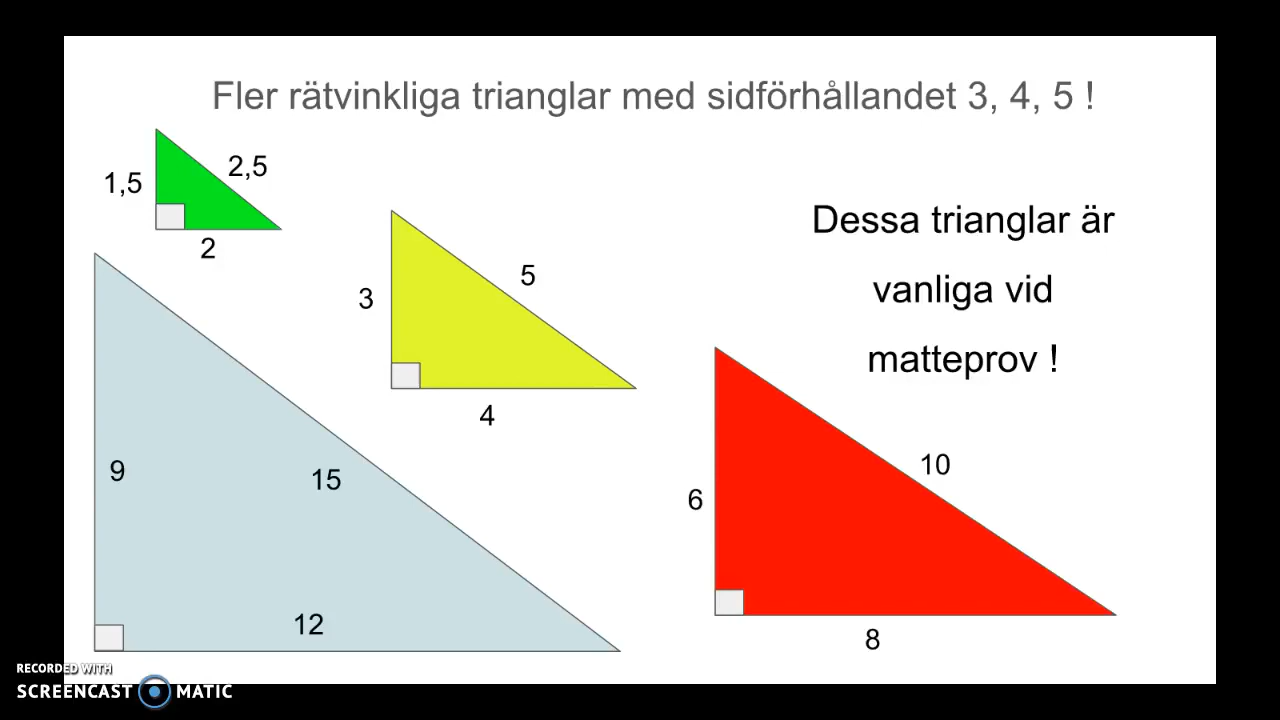 Fler rätvinkliga trianglar med sidförhållandet 3, 4, 5 !
1,5
2,5
2
3
5
4
Dessa trianglar är
vanliga vid
matteprov !
9
15
12
6
10
8
RECORDED WITH
SCREENCAST MATIC